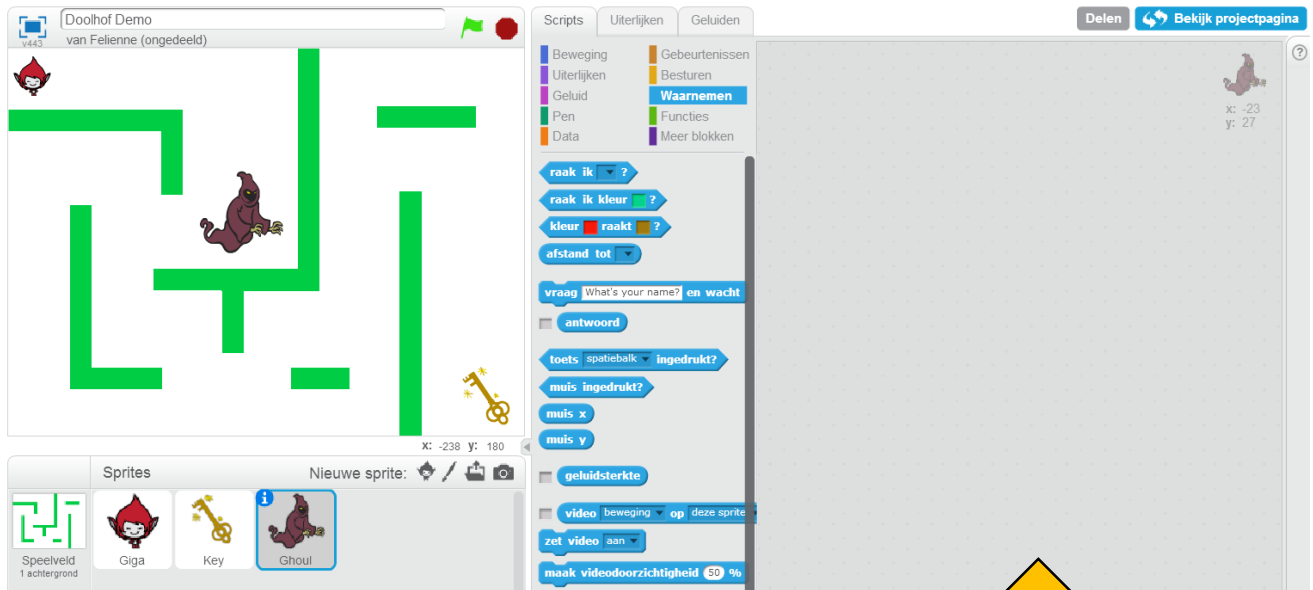 Doolhof Demo
v443
van Felienne (ongedeeld)
x: -238 y: 180
Sprites
Nieuwe sprite:
Speelveld
1 achtergrond
Giga
Key
Ghoul
Scripts
Uiterlijken
Geluiden
Delen
Bekijk projectpagina
Beweging
Gebeurtenissen
Uiterlijken
Besturen
Geluid
Waarnemen
Pen
Functies
Data
Meer blokken
raak ik ?
raak ik kleur ?
kleur raakt ?
afstand tot
vraag What's your name? en wacht
antwoord
toets spatiebalk ingedrukt?
muis ingedrukt?
muis x
muis y
geluidsterkte
video beweging op deze sprite
zet video aan
maak videodoorzichtigheid 50 %
x: -23
y: 27
?